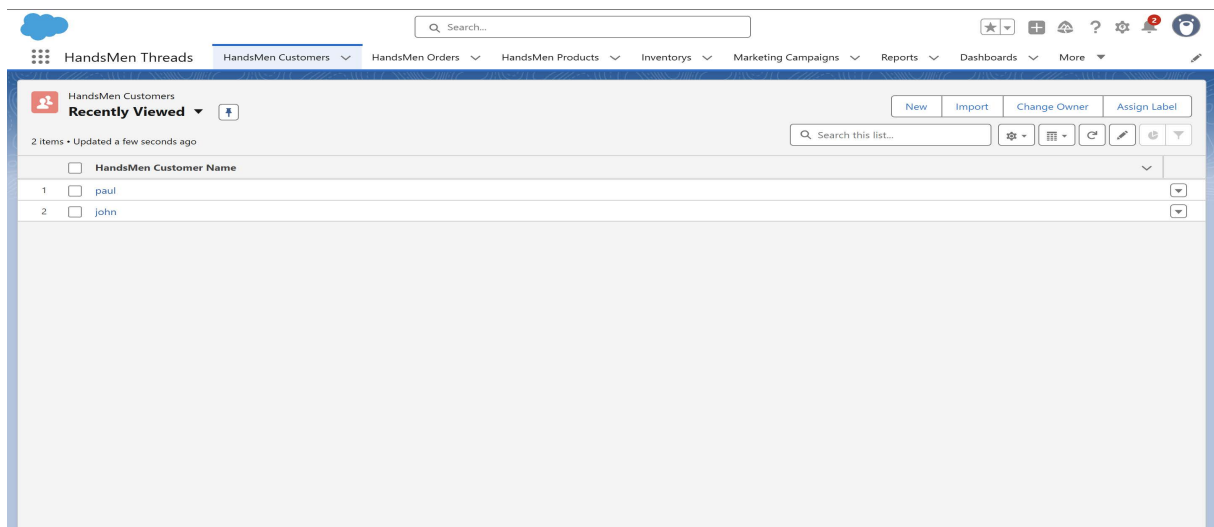 Search...
2
HandsMen Threads HandsMen Customers HandsMen Orders HandsMen Products Inventorys Marketing Campaigns Reports Dashboards More
HandsMen Customers
Recently Viewed
New Import Change Owner Assign Label
2 items • Updated a few seconds ago
Search this list...
HandsMen Customer Name
1 paul
2 john